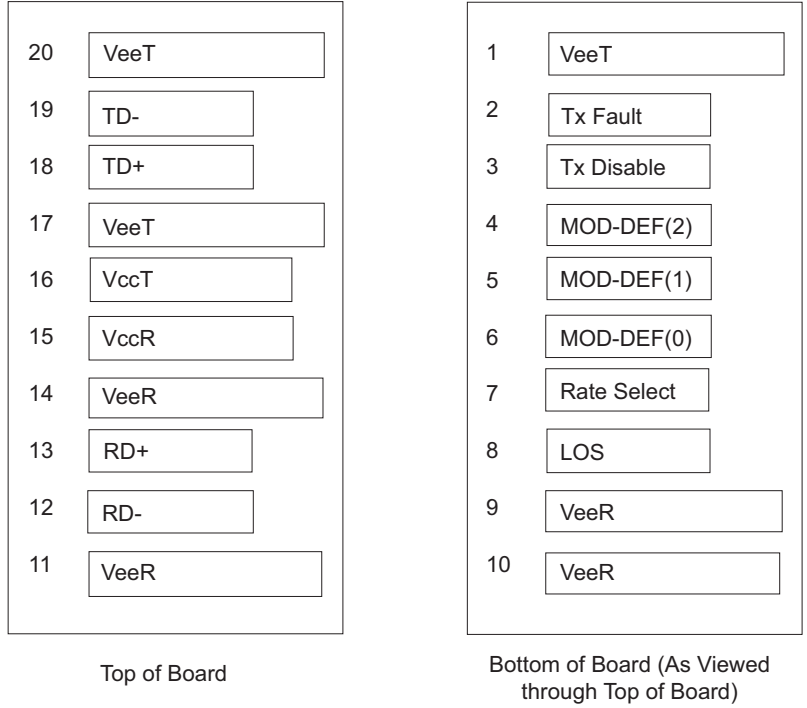 20 VeeT
19 TD-
18 TD+
17 VeeT
16 VccT
15 VccR
14 VeeR
13 RD+
12 RD-
11 VeeR
Top of Board
1 VeeT
2 Tx Fault
3 Tx Disable
4 MOD-DEF(2)
5 MOD-DEF(1)
6 MOD-DEF(0)
7 Rate Select
8 LOS
9 VeeR
10 VeeR
Bottom of Board (As Viewed
through Top of Board)